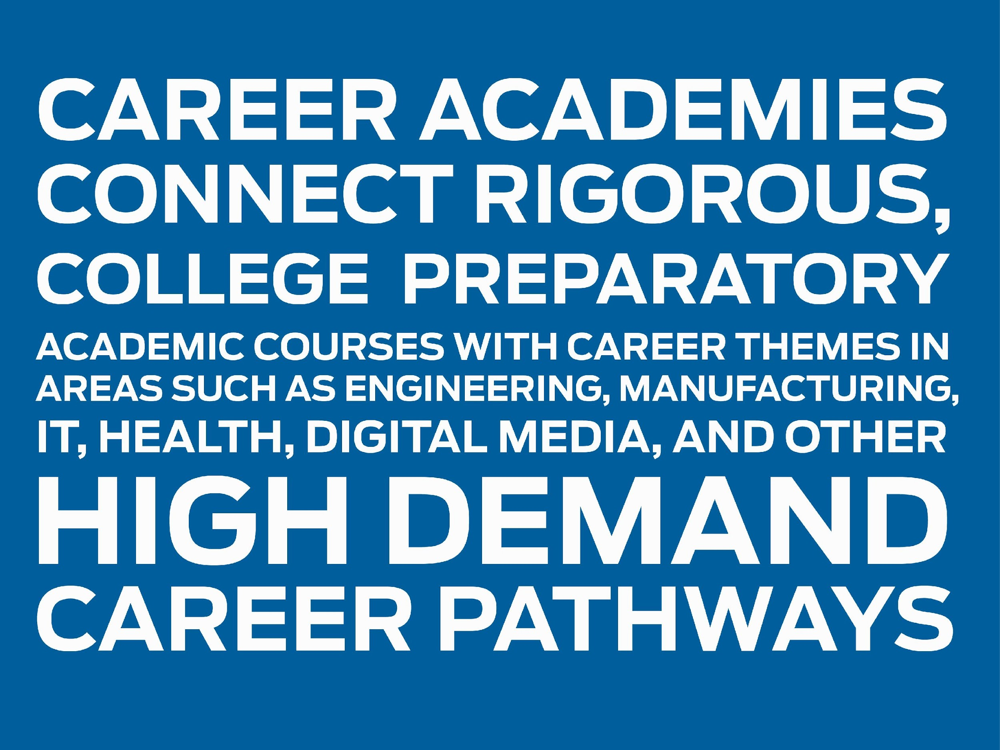 CAREER ACADEMIES
CONNECT RIGOROUS,
COLLEGE PREPARATORY
ACADEMIC COURSES WITH CAREER THEMES IN
AREAS SUCH AS ENGINEERING, MANUFACTURING,
IT, HEALTH, DIGITAL MEDIA, AND OTHER
HIGH DEMAND
CAREER PATHWAYS